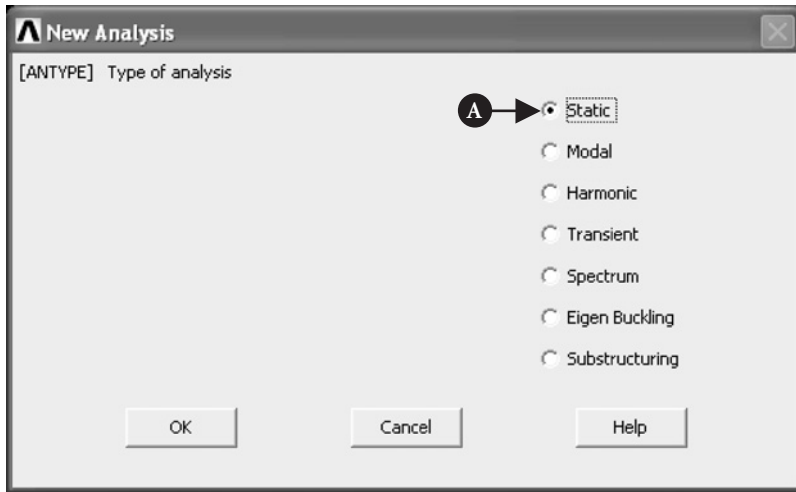 New Analysis
[ANTYPE] Type of analysis
A
Static
Modal
Harmonic
Transient
Spectrum
Eigen Buckling
Substructuring
OK Cancel Help